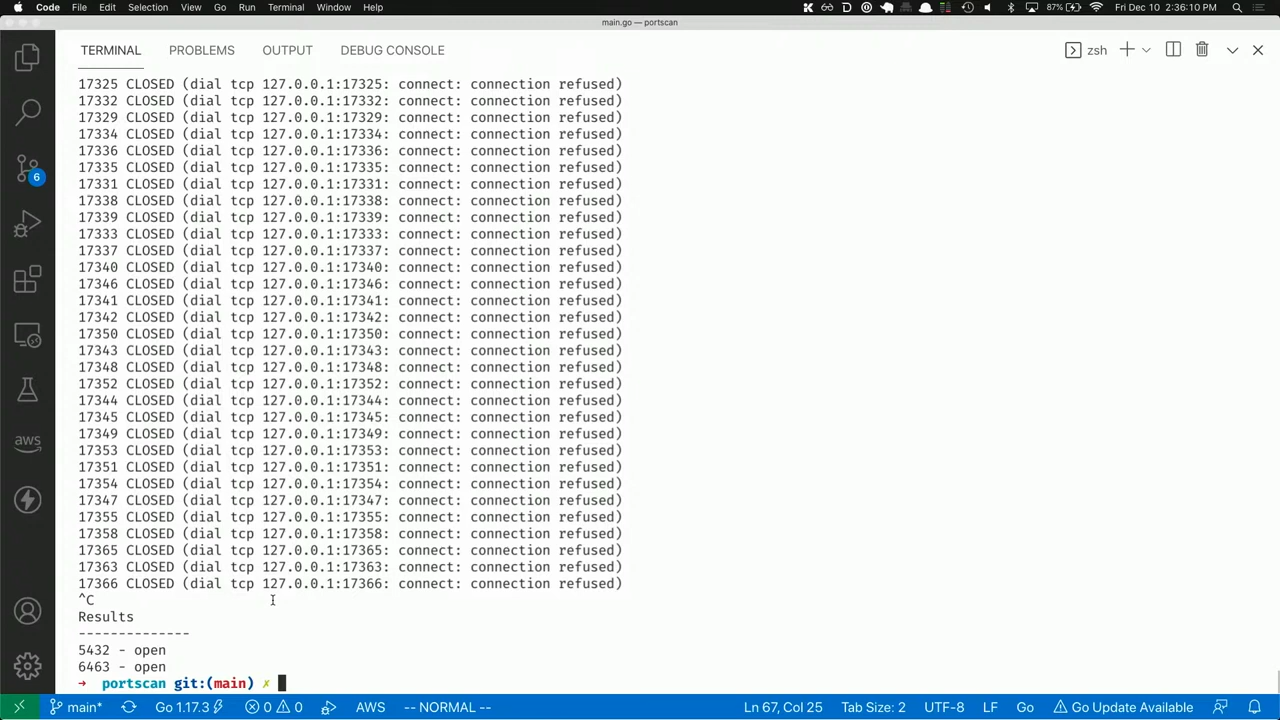 Code File Edit Selection View Go Run Terminal Window Help 87% Fri Dec 10 2:36:10 PM
main.go — portscan
TERMINAL PROBLEMS OUTPUT DEBUG CONSOLE zsh
17325 CLOSED (dial tcp 127.0.0.1:17325: connect: connection refused)
17332 CLOSED (dial tcp 127.0.0.1:17332: connect: connection refused)
17329 CLOSED (dial tcp 127.0.0.1:17329: connect: connection refused)
17334 CLOSED (dial tcp 127.0.0.1:17334: connect: connection refused)
17336 CLOSED (dial tcp 127.0.0.1:17336: connect: connection refused)
17335 CLOSED (dial tcp 127.0.0.1:17335: connect: connection refused)
17331 CLOSED (dial tcp 127.0.0.1:17331: connect: connection refused)
17338 CLOSED (dial tcp 127.0.0.1:17338: connect: connection refused)
17339 CLOSED (dial tcp 127.0.0.1:17339: connect: connection refused)
17333 CLOSED (dial tcp 127.0.0.1:17333: connect: connection refused)
17337 CLOSED (dial tcp 127.0.0.1:17337: connect: connection refused)
17340 CLOSED (dial tcp 127.0.0.1:17340: connect: connection refused)
17346 CLOSED (dial tcp 127.0.0.1:17346: connect: connection refused)
17341 CLOSED (dial tcp 127.0.0.1:17341: connect: connection refused)
17342 CLOSED (dial tcp 127.0.0.1:17342: connect: connection refused)
17350 CLOSED (dial tcp 127.0.0.1:17350: connect: connection refused)
17343 CLOSED (dial tcp 127.0.0.1:17343: connect: connection refused)
17348 CLOSED (dial tcp 127.0.0.1:17348: connect: connection refused)
17352 CLOSED (dial tcp 127.0.0.1:17352: connect: connection refused)
17344 CLOSED (dial tcp 127.0.0.1:17344: connect: connection refused)
17345 CLOSED (dial tcp 127.0.0.1:17345: connect: connection refused)
17349 CLOSED (dial tcp 127.0.0.1:17349: connect: connection refused)
17353 CLOSED (dial tcp 127.0.0.1:17353: connect: connection refused)
17351 CLOSED (dial tcp 127.0.0.1:17351: connect: connection refused)
17354 CLOSED (dial tcp 127.0.0.1:17354: connect: connection refused)
17347 CLOSED (dial tcp 127.0.0.1:17347: connect: connection refused)
17355 CLOSED (dial tcp 127.0.0.1:17355: connect: connection refused)
17358 CLOSED (dial tcp 127.0.0.1:17358: connect: connection refused)
17365 CLOSED (dial tcp 127.0.0.1:17365: connect: connection refused)
17363 CLOSED (dial tcp 127.0.0.1:17363: connect: connection refused)
17366 CLOSED (dial tcp 127.0.0.1:17366: connect: connection refused)
^C
Results
--------------
5432 - open
6463 - open
→ portscan git:(main) ✗
6
aws
main* Go 1.17.3 0 0 AWS -- NORMAL -- Ln 67, Col 25 Tab Size: 2 UTF-8 LF Go Go Update Available